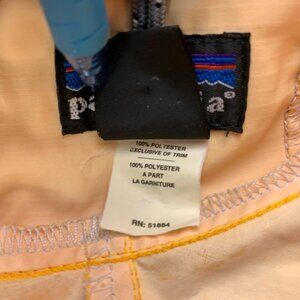 100% POLYESTER
EXCLUSIVE OF TRIM
100% POLYESTER
A PART
LA GARNITURE
RN: 51884